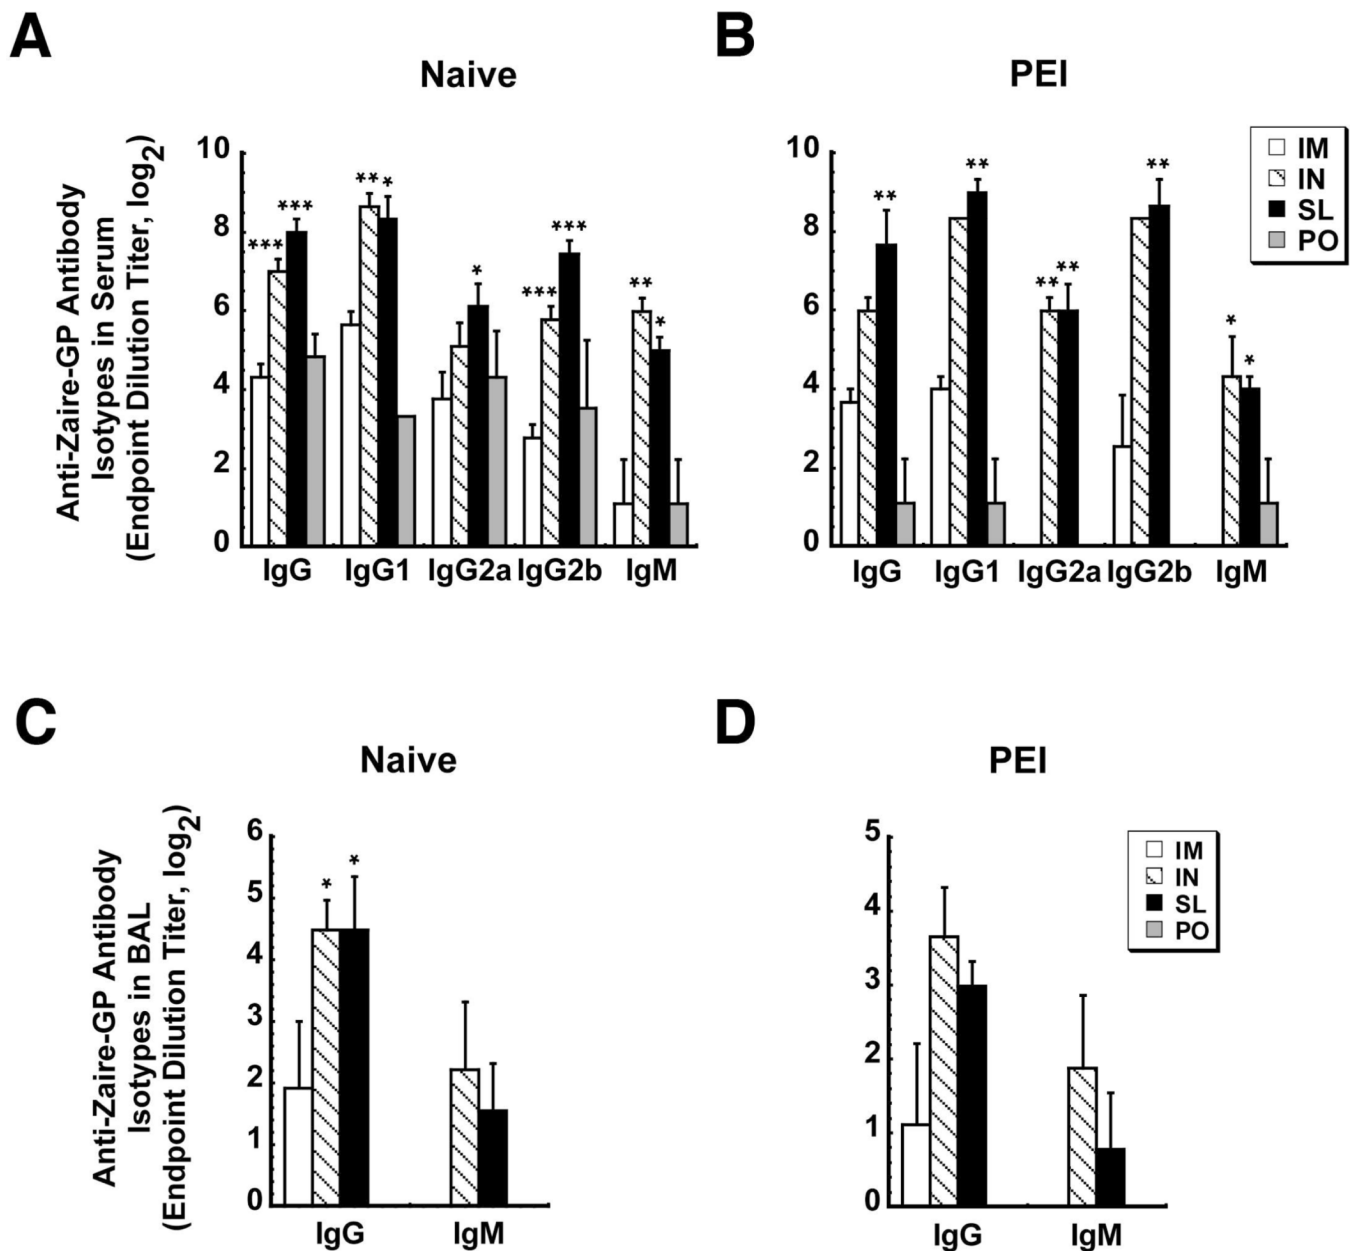 A
Naive
Anti-Zaire-GP Antibody
Isotypes in Serum
(Endpoint Dilution Titer, log2)
10
8
6
4
2
0
***
***
**
*
*
***
***
**
*
IgG IgG1 IgG2a IgG2b IgM
B
PEI
10
8
6
4
2
0
**
**
**
**
**
*
*
IgG IgG1 IgG2a IgG2b IgM
IM
IN
SL
PO
C
Naive
Anti-Zaire-GP Antibody
Isotypes in BAL
(Endpoint Dilution Titer, log2)
6
5
4
3
2
1
0
*
*
IgG IgM
D
PEI
5
4
3
2
1
0
IgG IgM
IM
IN
SL
PO